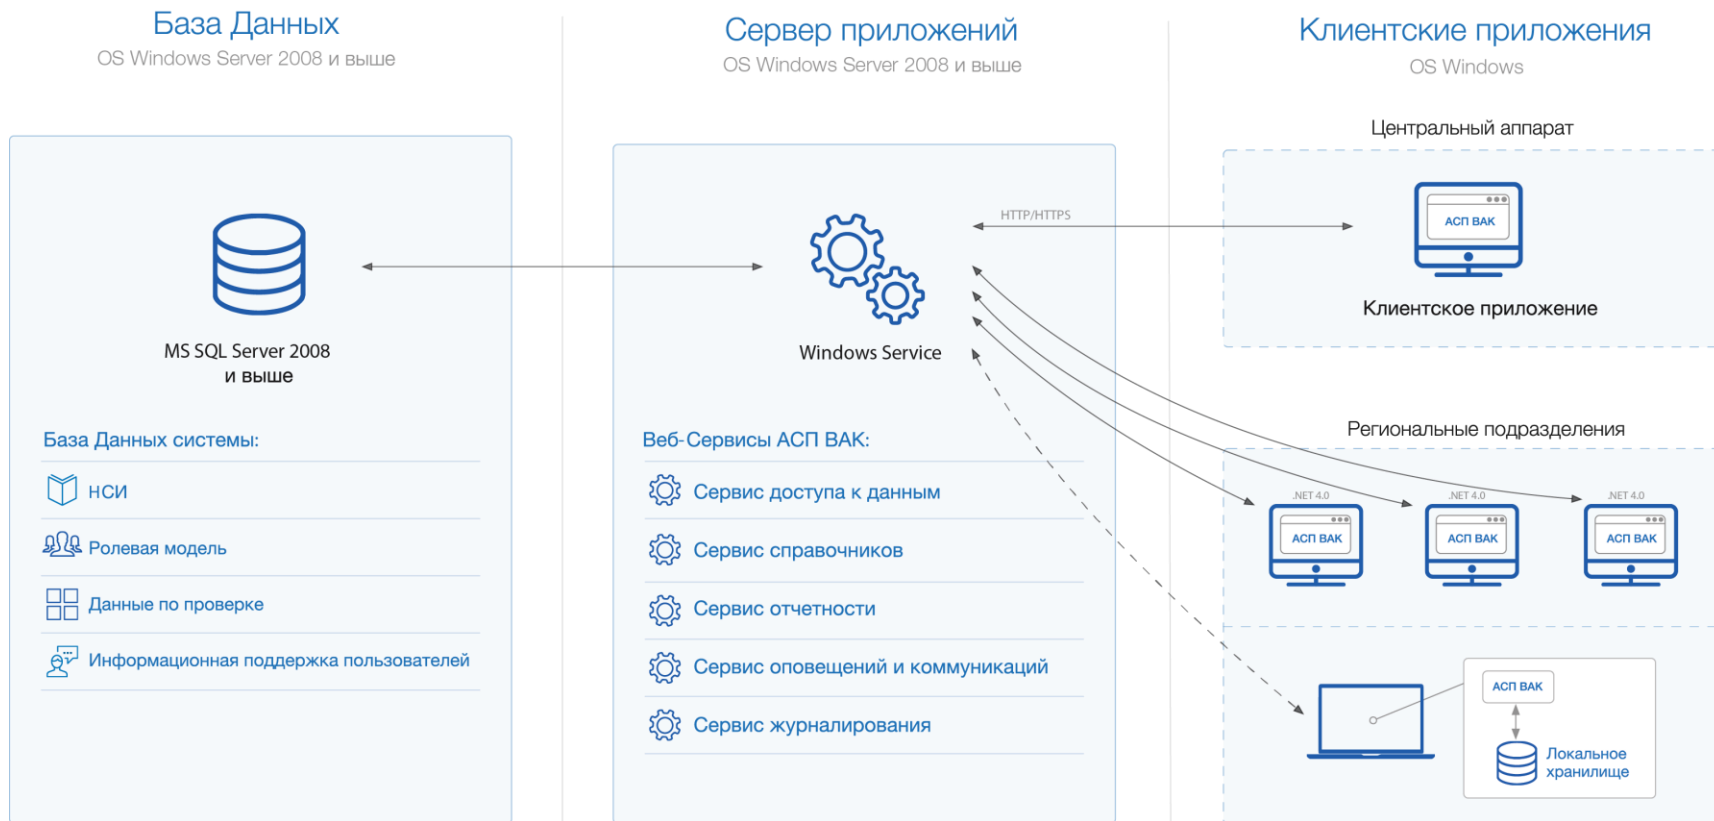 База Данных
OS Windows Server 2008 и выше
MS SQL Server 2008
и выше
База Данных системы:
НСИ
Ролевая модель
Данные по проверке
Информационная поддержка пользователей
Сервер приложений
OS Windows Server 2008 и выше
HTTP/HTTPS
Windows Service
Веб-Сервисы АСП ВАК:
Сервис доступа к данным
Сервис справочников
Сервис отчетности
Сервис оповещений и коммуникаций
Сервис журналирования
Клиентские приложения
OS Windows
Центральный аппарат
АСП ВАК
Клиентское приложение
Региональные подразделения
.NET 4.0
.NET 4.0
.NET 4.0
АСП ВАК
АСП ВАК
АСП ВАК
АСП ВАК
Локальное
хранилище